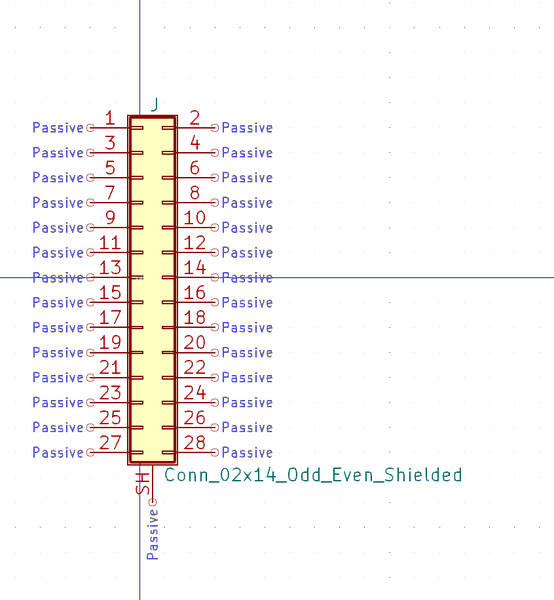 J
Passive 1 2 Passive
Passive 3 4 Passive
Passive 5 6 Passive
Passive 7 8 Passive
Passive 9 10 Passive
Passive 11 12 Passive
Passive 13 14 Passive
Passive 15 16 Passive
Passive 17 18 Passive
Passive 19 20 Passive
Passive 21 22 Passive
Passive 23 24 Passive
Passive 25 26 Passive
Passive 27 28 Passive
SH
Conn_02x14_Odd_Even_Shielded
Passive